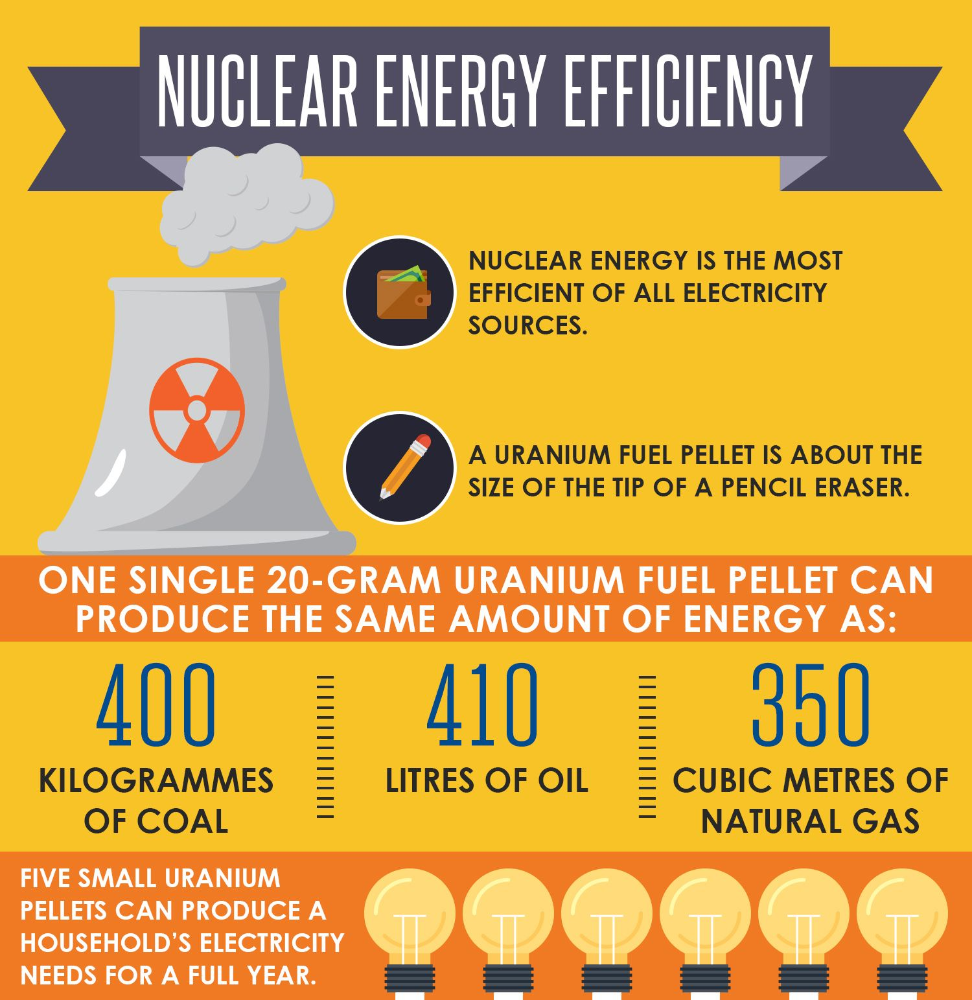 NUCLEAR ENERGY EFFICIENCY
NUCLEAR ENERGY IS THE MOST
EFFICIENT OF ALL ELECTRICITY
SOURCES.
A URANIUM FUEL PELLET IS ABOUT THE
SIZE OF THE TIP OF A PENCIL ERASER.
ONE SINGLE 20-GRAM URANIUM FUEL PELLET CAN
PRODUCE THE SAME AMOUNT OF ENERGY AS:
400
KILOGRAMMES
OF COAL
410
LITRES OF OIL
350
CUBIC METRES OF
NATURAL GAS
FIVE SMALL URANIUM
PELLETS CAN PRODUCE A
HOUSEHOLD'S ELECTRICITY
NEEDS FOR A FULL YEAR.